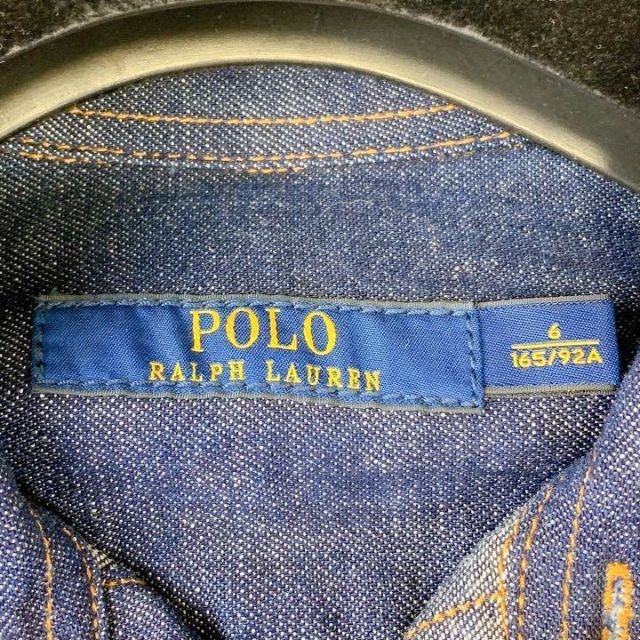 POLO
RALPH LAUREN
6
165/92A